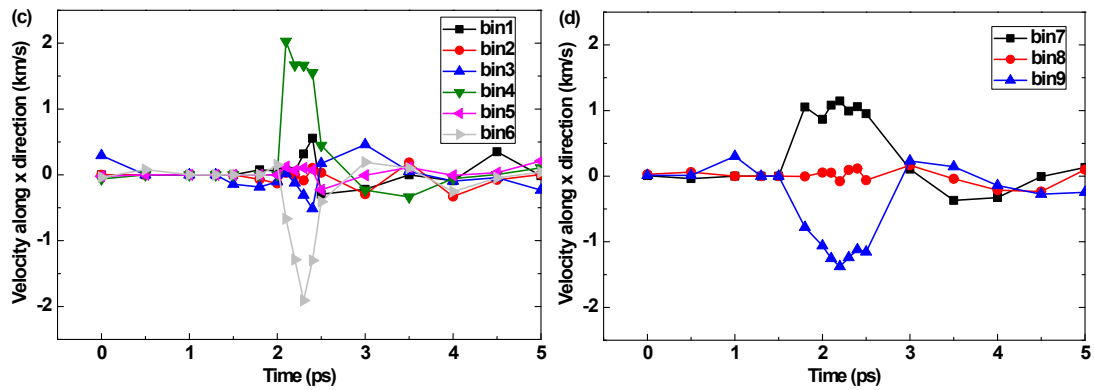 (c)
Velocity along x direction (km/s)
2
1
0
-1
-2
bin1
bin2
bin3
bin4
bin5
bin6
0 1 2 3 4 5
Time (ps)
(d)
Velocity along x direction (km/s)
2
1
0
-1
-2
bin7
bin8
bin9
0 1 2 3 4 5
Time (ps)